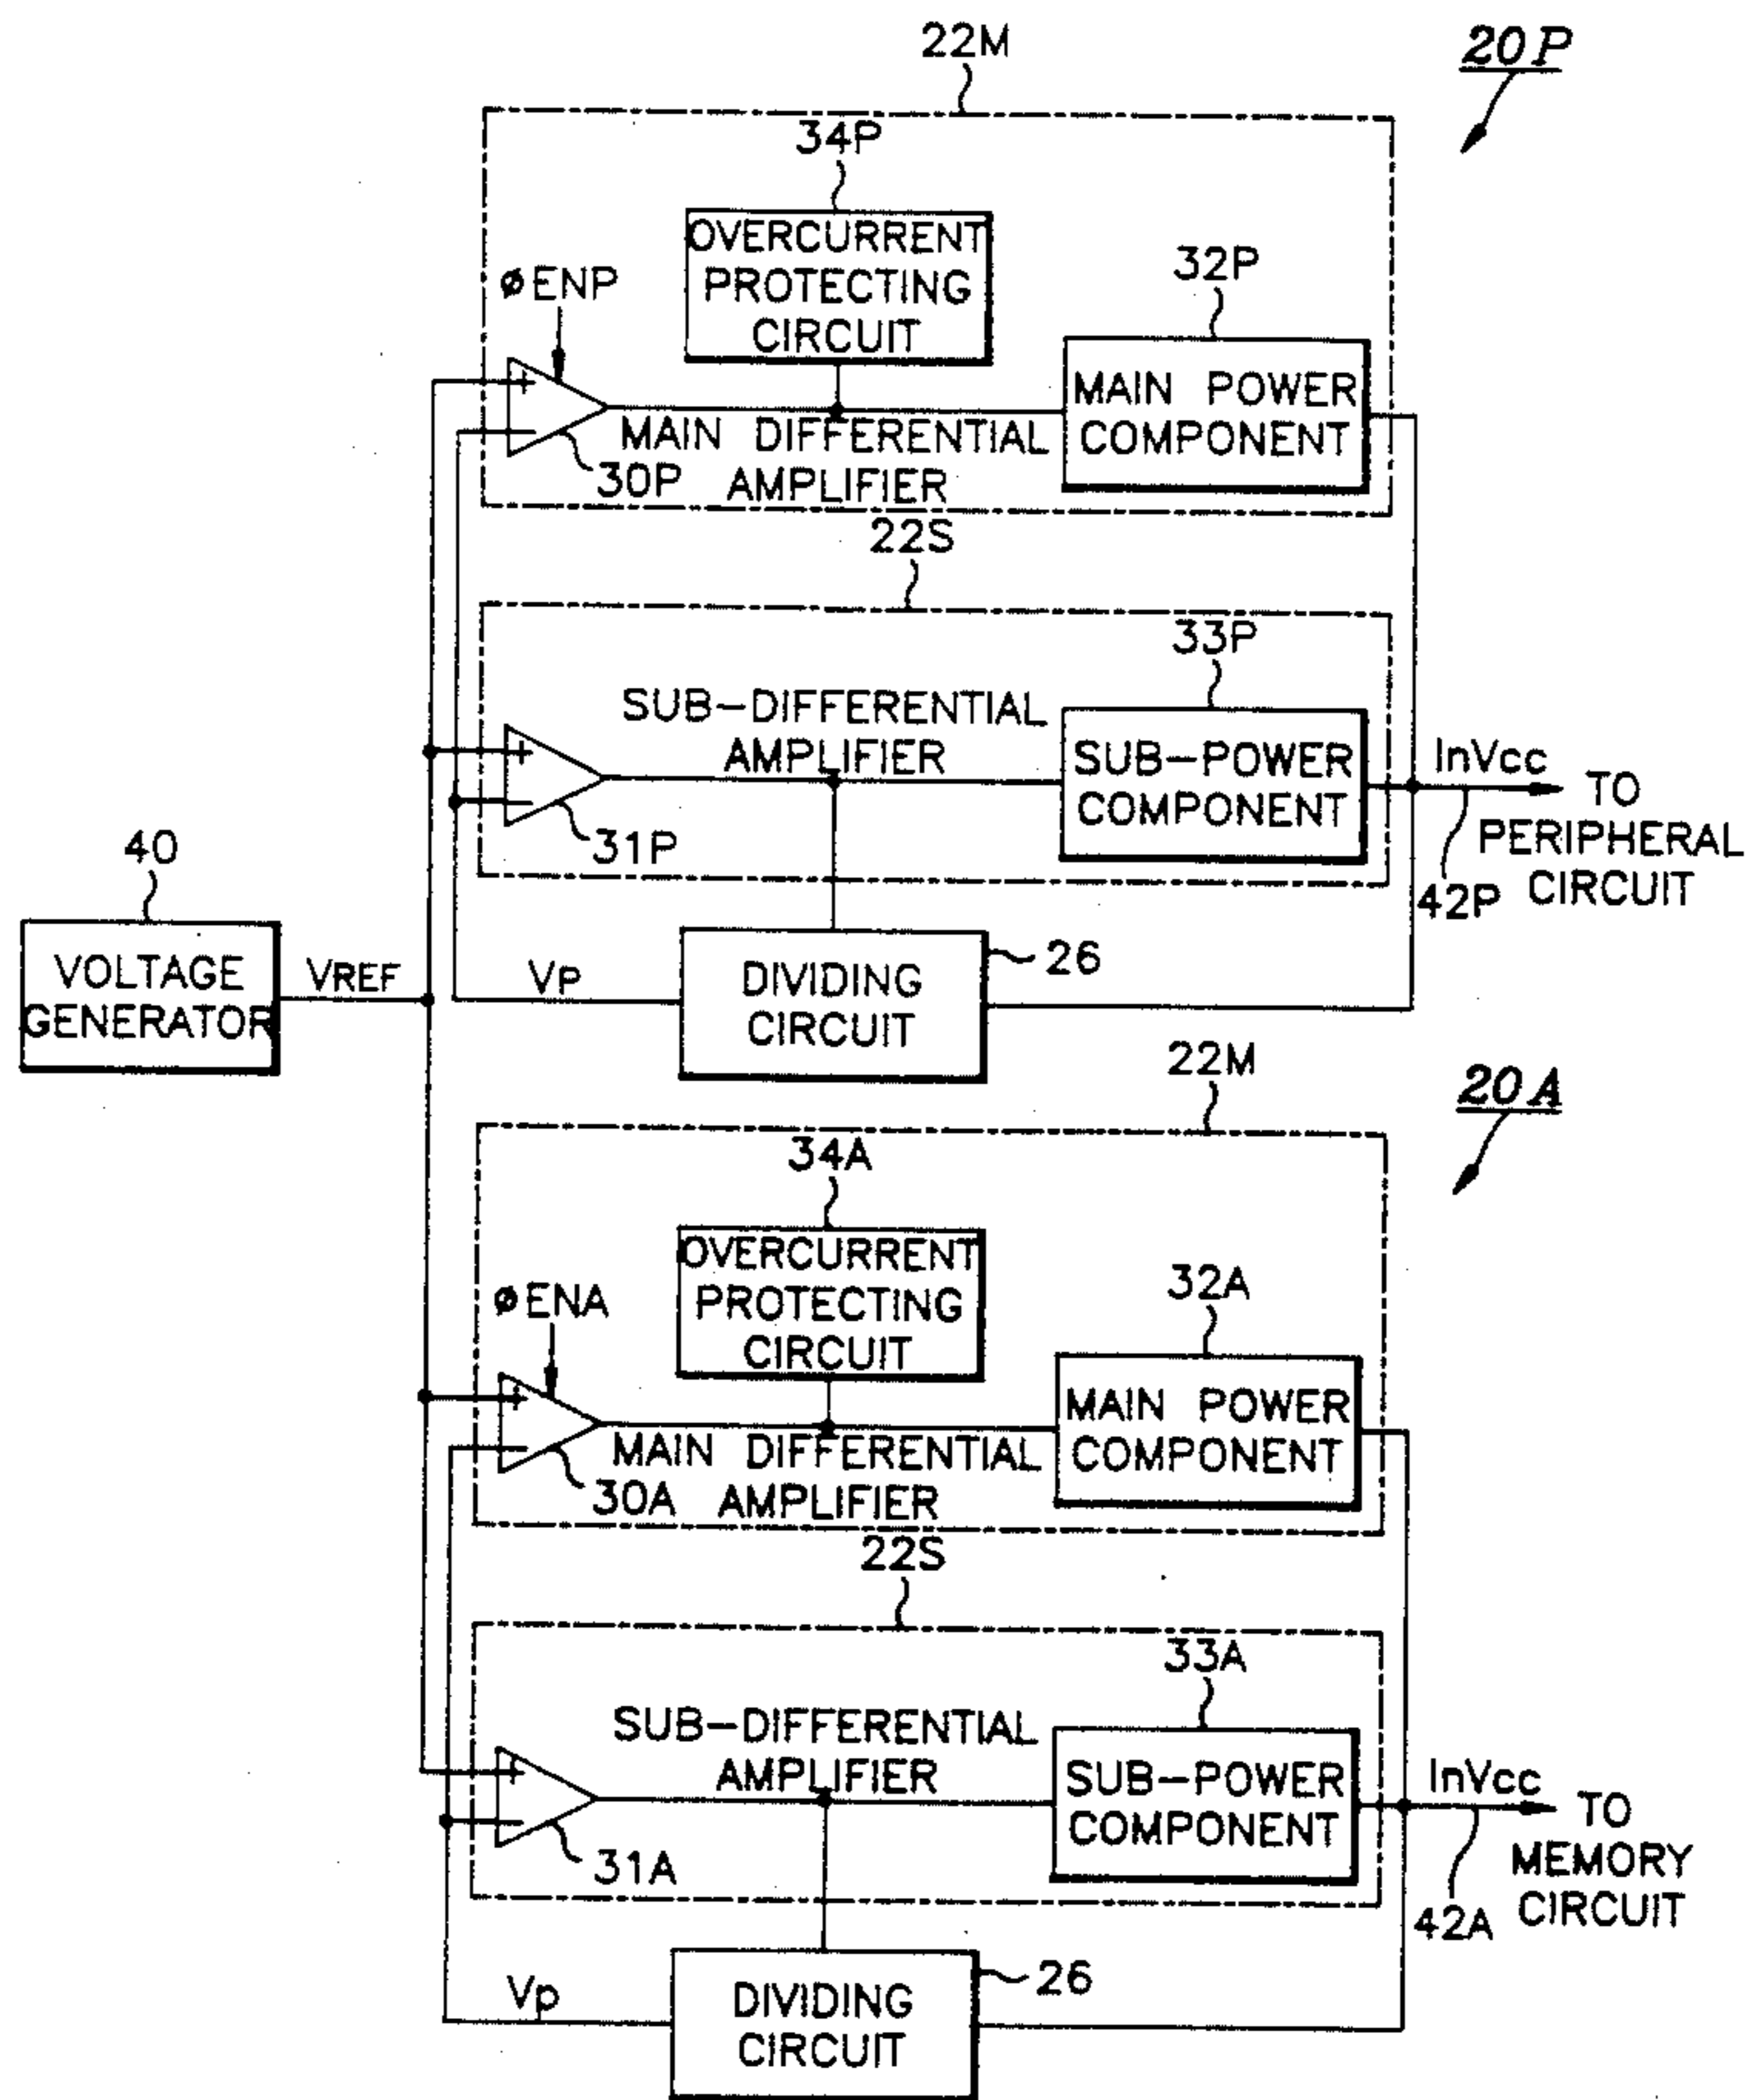 22M
20P
34P
OVERCURRENT
PROTECTING
CIRCUIT
32P
ØENP
+
MAIN POWER
COMPONENT
−
MAIN DIFFERENTIAL
AMPLIFIER
30P
22S
33P
SUB-DIFFERENTIAL
AMPLIFIER
+
SUB-POWER
COMPONENT
−
InVcc
TO
PERIPHERAL
CIRCUIT
31P
42P
40
VOLTAGE
GENERATOR
VREF
VP
DIVIDING
CIRCUIT
26
22M
20A
34A
OVERCURRENT
PROTECTING
CIRCUIT
32A
ØENA
+
MAIN POWER
COMPONENT
−
MAIN DIFFERENTIAL
AMPLIFIER
30A
22S
33A
SUB-DIFFERENTIAL
AMPLIFIER
+
SUB-POWER
COMPONENT
−
InVcc
TO
MEMORY
CIRCUIT
31A
42A
Vp
DIVIDING
CIRCUIT
26